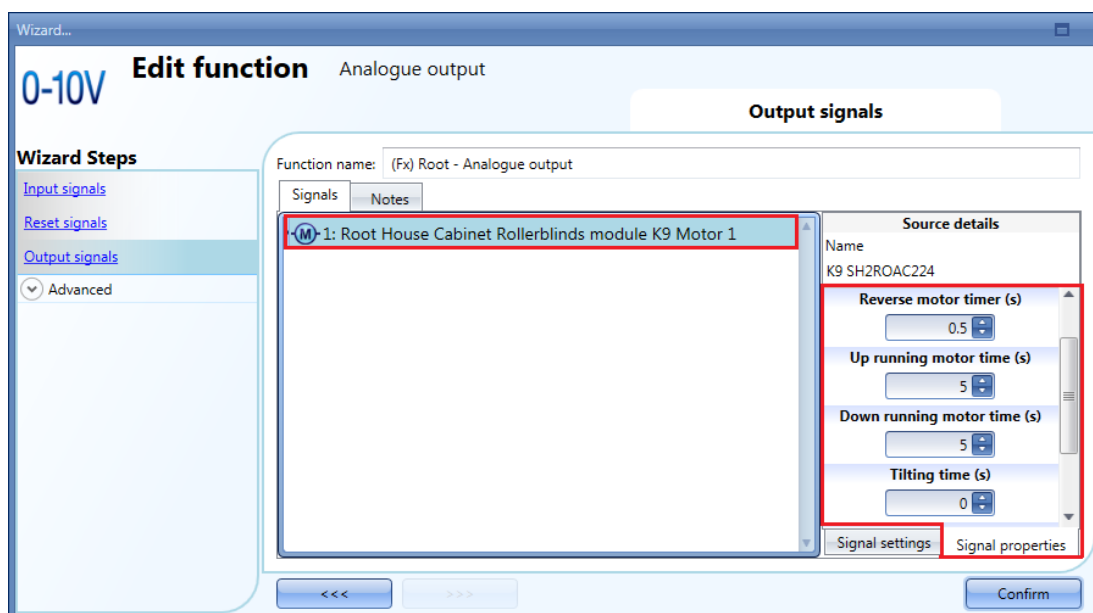 Wizard...
0-10V
Edit function Analogue output
Output signals
Wizard Steps
Input signals
Reset signals
Output signals
Advanced
Function name: (Fx) Root - Analogue output
Signals Notes
M 1: Root House Cabinet Rollerblinds module K9 Motor 1
Source details
Name
K9 SH2ROAC224
Reverse motor timer (s)
0.5
Up running motor time (s)
5
Down running motor time (s)
5
Tilting time (s)
0
Signal settings Signal properties
<<< >>> Confirm